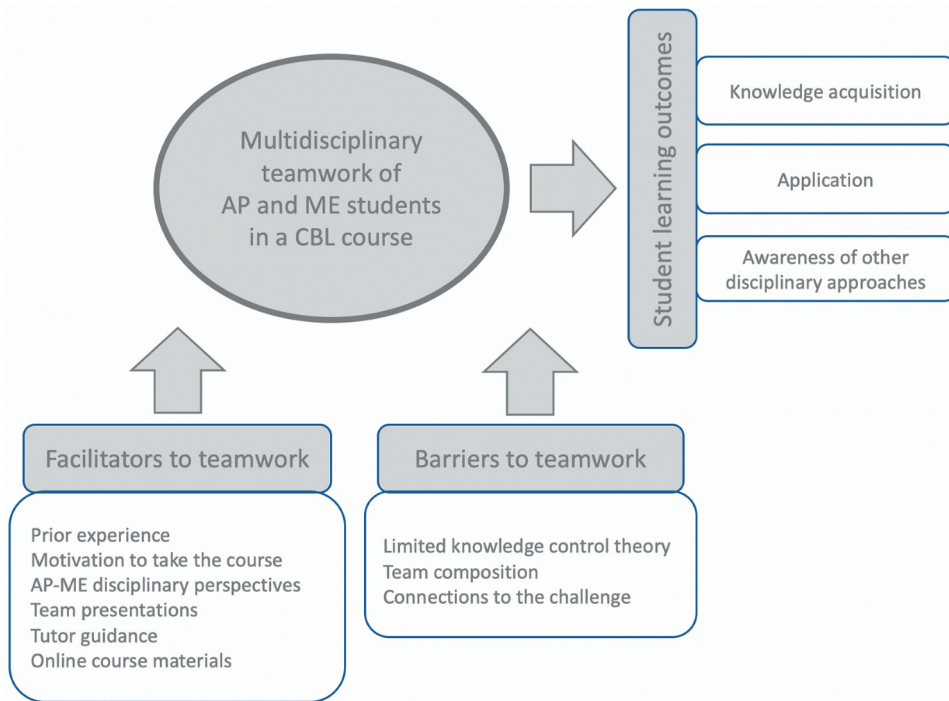 Multidisciplinary
teamwork of
AP and ME students
in a CBL course
Student learning outcomes
Knowledge acquisition
Application
Awareness of other
disciplinary approaches
Facilitators to teamwork
Prior experience
Motivation to take the course
AP-ME disciplinary perspectives
Team presentations
Tutor guidance
Online course materials
Barriers to teamwork
Limited knowledge control theory
Team composition
Connections to the challenge